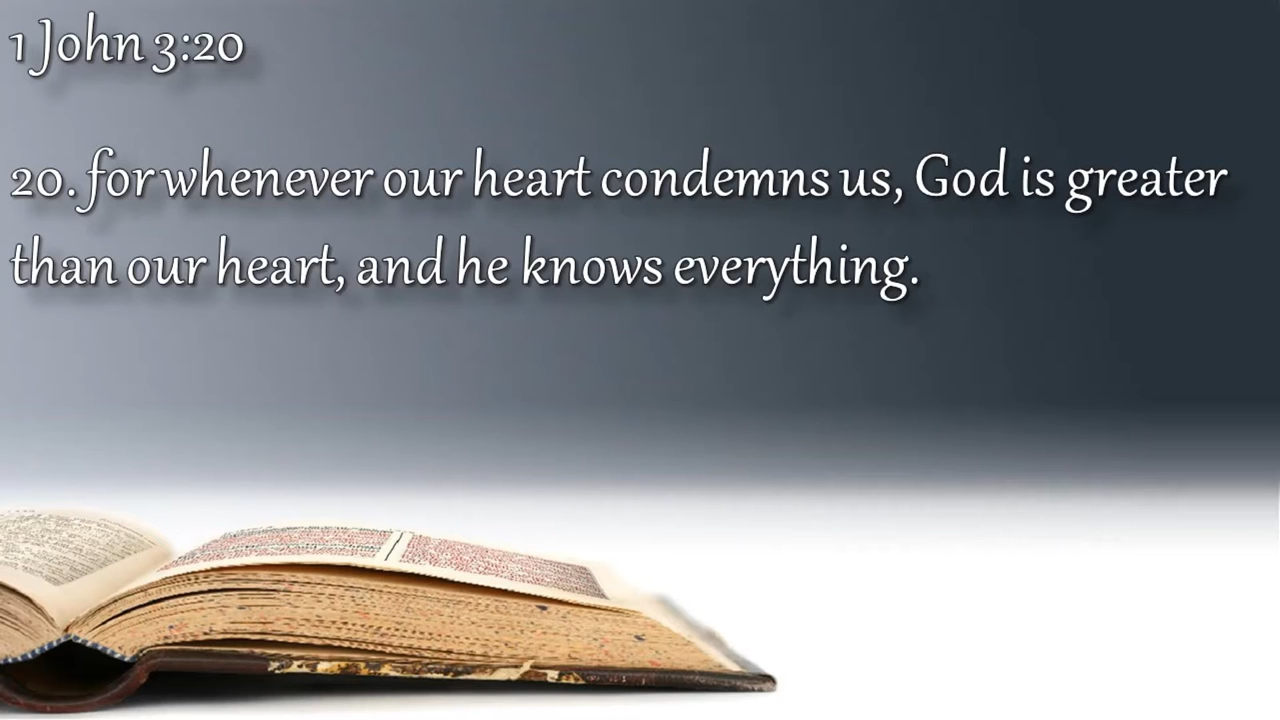 1 John 3:20
20. for whenever our heart condemns us, God is greater
than our heart, and he knows everything.